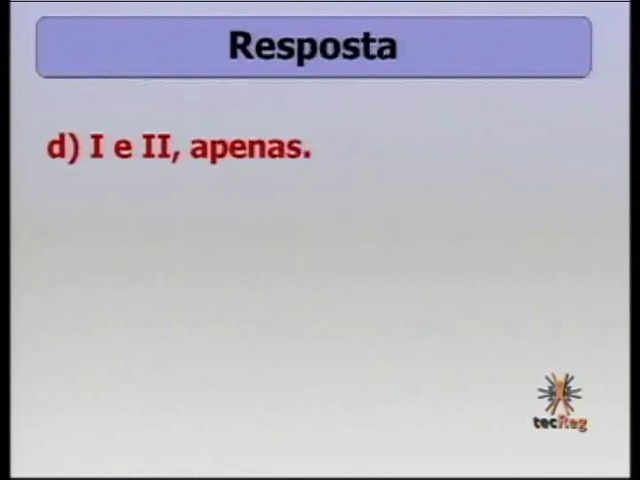 Resposta
d) I e II, apenas.
tecReg